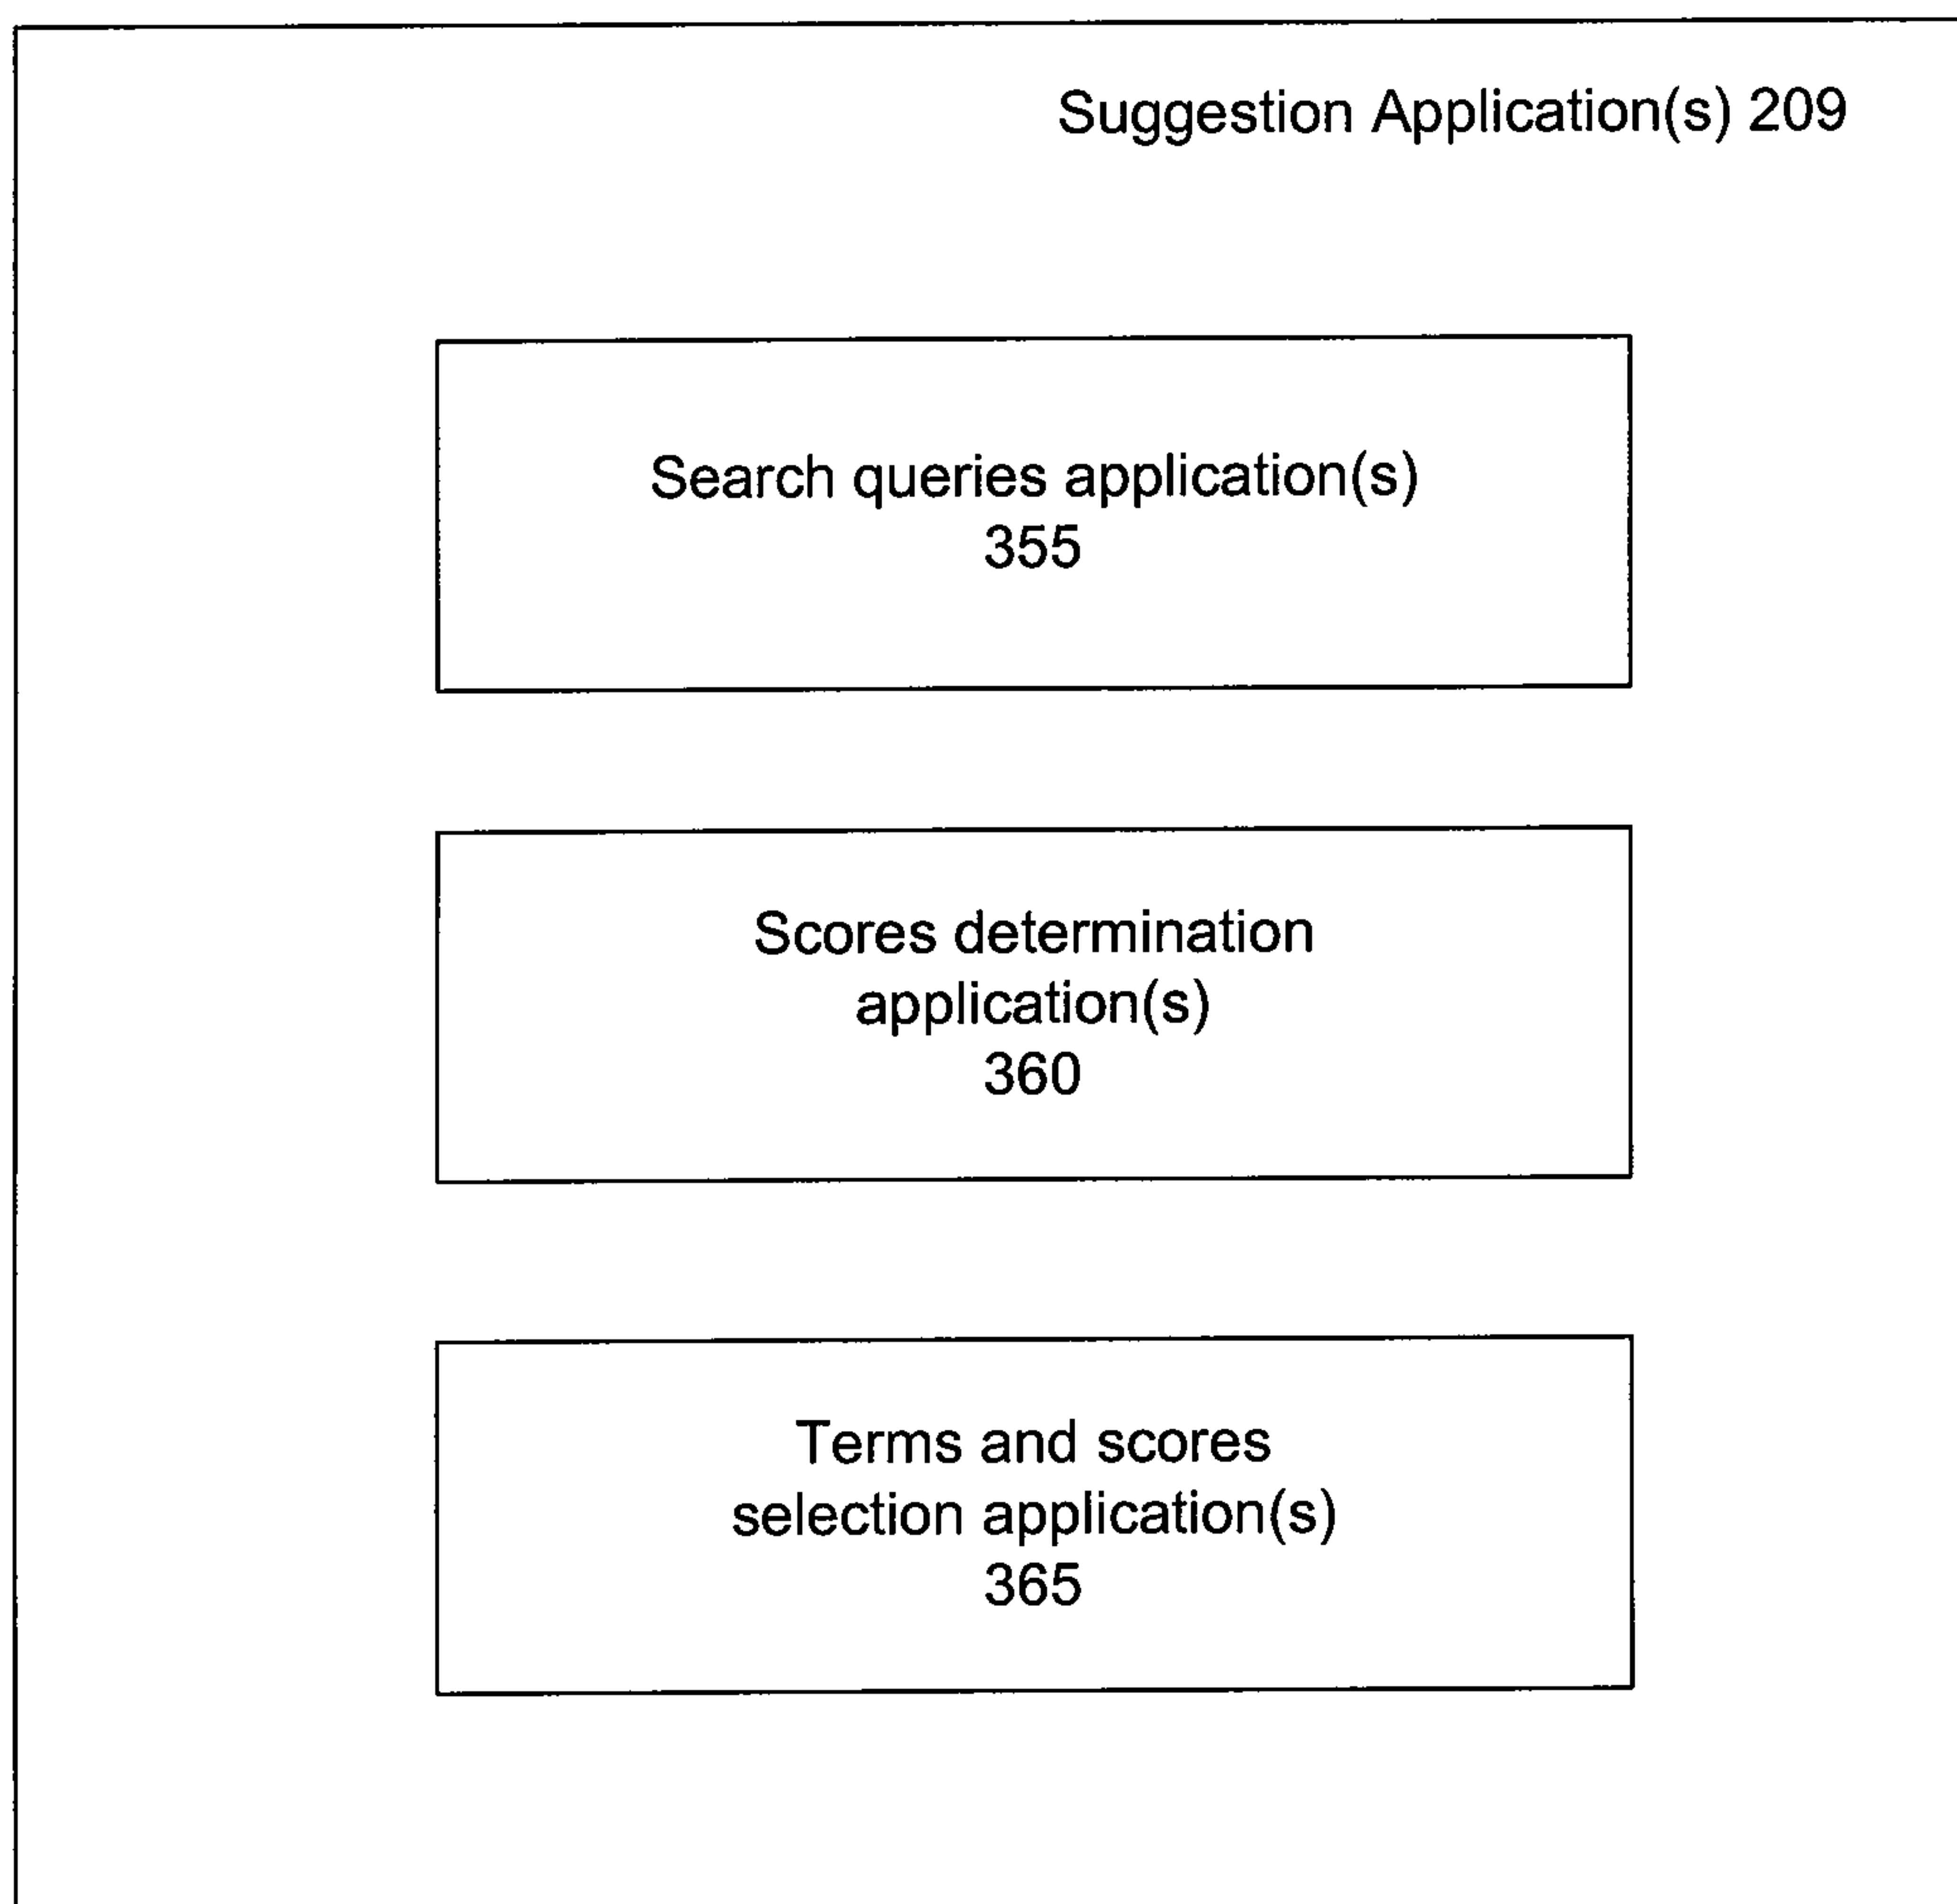 Suggestion Application(s) 209
Search queries application(s)
355
Scores determination
application(s)
360
Terms and scores
selection application(s)
365